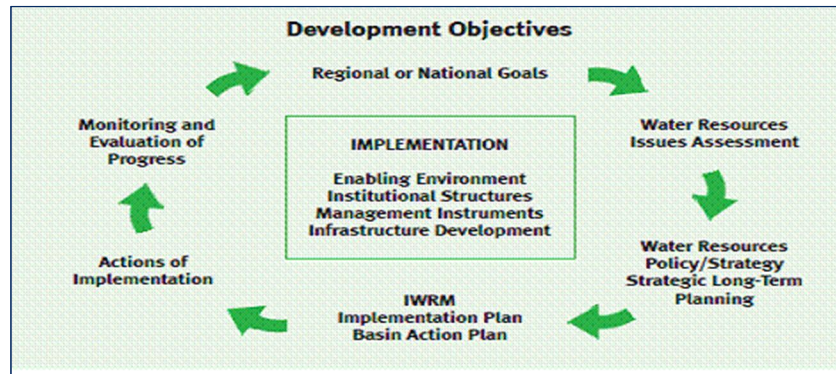 Development Objectives
Regional or National Goals
Water Resources
Issues Assessment
Water Resources
Policy/Strategy
Strategic Long-Term
Planning
IWRM
Implementation Plan
Basin Action Plan
Actions of
Implementation
Monitoring and
Evaluation of
Progress
IMPLEMENTATION
Enabling Environment
Institutional Structures
Management Instruments
Infrastructure Development